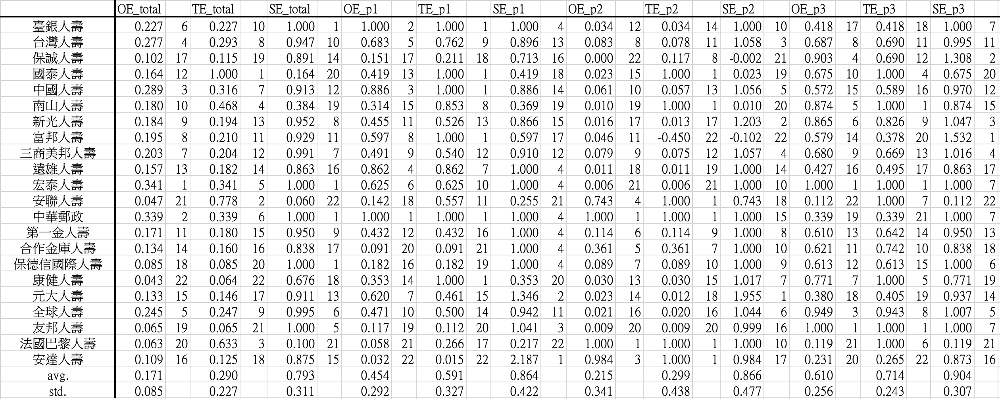 OE_total TE_total SE_total OE_p1 TE_p1 SE_p1 OE_p2 TE_p2 SE_p2 OE_p3 TE_p3 SE_p3
臺銀人壽 0.227 6 0.227 10 1.000 1 1.000 2 1.000 1 1.000 4 0.034 12 0.034 14 1.000 10 0.418 17 0.418 18 1.000 7
台灣人壽 0.277 4 0.293 8 0.947 10 0.683 5 0.762 9 0.896 13 0.083 8 0.078 11 1.058 3 0.687 8 0.690 11 0.995 11
保誠人壽 0.102 17 0.115 19 0.891 14 0.151 17 0.211 18 0.713 16 0.000 22 0.117 8 -0.002 21 0.903 4 0.690 12 1.308 2
國泰人壽 0.164 12 1.000 1 0.164 20 0.419 13 1.000 1 0.419 18 0.023 15 1.000 1 0.023 19 0.675 10 1.000 4 0.675 20
中國人壽 0.289 3 0.316 7 0.913 12 0.886 3 1.000 1 0.886 14 0.061 10 0.057 13 1.056 5 0.572 15 0.589 16 0.970 12
南山人壽 0.180 10 0.468 4 0.384 19 0.314 15 0.853 8 0.369 19 0.010 19 1.000 1 0.010 20 0.874 5 1.000 1 0.874 15
新光人壽 0.184 9 0.194 13 0.952 8 0.455 11 0.526 13 0.866 15 0.016 17 0.013 17 1.203 2 0.865 6 0.826 9 1.047 3
富邦人壽 0.195 8 0.210 11 0.929 11 0.597 8 1.000 1 0.597 17 0.046 11 -0.450 22 -0.102 22 0.579 14 0.378 20 1.532 1
三商美邦人壽 0.203 7 0.204 12 0.991 7 0.491 9 0.540 12 0.910 12 0.079 9 0.075 12 1.057 4 0.680 9 0.669 13 1.016 4
遠雄人壽 0.157 13 0.182 14 0.863 16 0.862 4 0.862 7 1.000 4 0.011 18 0.011 19 1.000 14 0.427 16 0.495 17 0.863 17
宏泰人壽 0.341 1 0.341 5 1.000 1 0.625 6 0.625 10 1.000 4 0.006 21 0.006 21 1.000 10 1.000 1 1.000 1 1.000 7
安聯人壽 0.047 21 0.778 2 0.060 22 0.142 18 0.557 11 0.255 21 0.743 4 1.000 1 0.743 18 0.112 22 1.000 7 0.112 22
中華郵政 0.339 2 0.339 6 1.000 1 1.000 1 1.000 1 1.000 4 1.000 1 1.000 1 1.000 15 0.339 19 0.339 21 1.000 7
第一金人壽 0.171 11 0.180 15 0.950 9 0.432 12 0.432 16 1.000 4 0.114 6 0.114 9 1.000 8 0.610 13 0.642 14 0.950 13
合作金庫人壽 0.134 14 0.160 16 0.838 17 0.091 20 0.091 21 1.000 4 0.361 5 0.361 7 1.000 10 0.621 11 0.742 10 0.838 18
保德信國際人壽 0.085 18 0.085 20 1.000 1 0.182 16 0.182 19 1.000 4 0.089 7 0.089 10 1.000 9 0.613 12 0.613 15 1.000 6
康健人壽 0.043 22 0.064 22 0.676 18 0.353 14 1.000 1 0.353 20 0.030 13 0.030 15 1.017 7 0.771 7 1.000 5 0.771 19
元大人壽 0.133 15 0.146 17 0.911 13 0.620 7 0.461 15 1.346 2 0.023 14 0.012 18 1.955 1 0.380 18 0.405 19 0.937 14
全球人壽 0.245 5 0.247 9 0.995 6 0.471 10 0.500 14 0.942 11 0.021 16 0.020 16 1.044 6 0.949 3 0.943 8 1.007 5
友邦人壽 0.065 19 0.065 21 1.000 5 0.117 19 0.112 20 1.041 3 0.009 20 0.009 20 0.999 16 1.000 1 1.000 1 1.000 7
法國巴黎人壽 0.063 20 0.633 3 0.100 21 0.058 21 0.266 17 0.217 22 1.000 1 1.000 1 1.000 10 0.119 21 1.000 6 0.119 21
安達人壽 0.109 16 0.125 18 0.875 15 0.032 22 0.015 22 2.187 1 0.984 3 1.000 1 0.984 17 0.231 20 0.265 22 0.873 16
avg. 0.171 0.290 0.793 0.454 0.591 0.864 0.215 0.299 0.866 0.610 0.714 0.904
std. 0.085 0.227 0.311 0.292 0.327 0.422 0.341 0.438 0.477 0.256 0.243 0.307